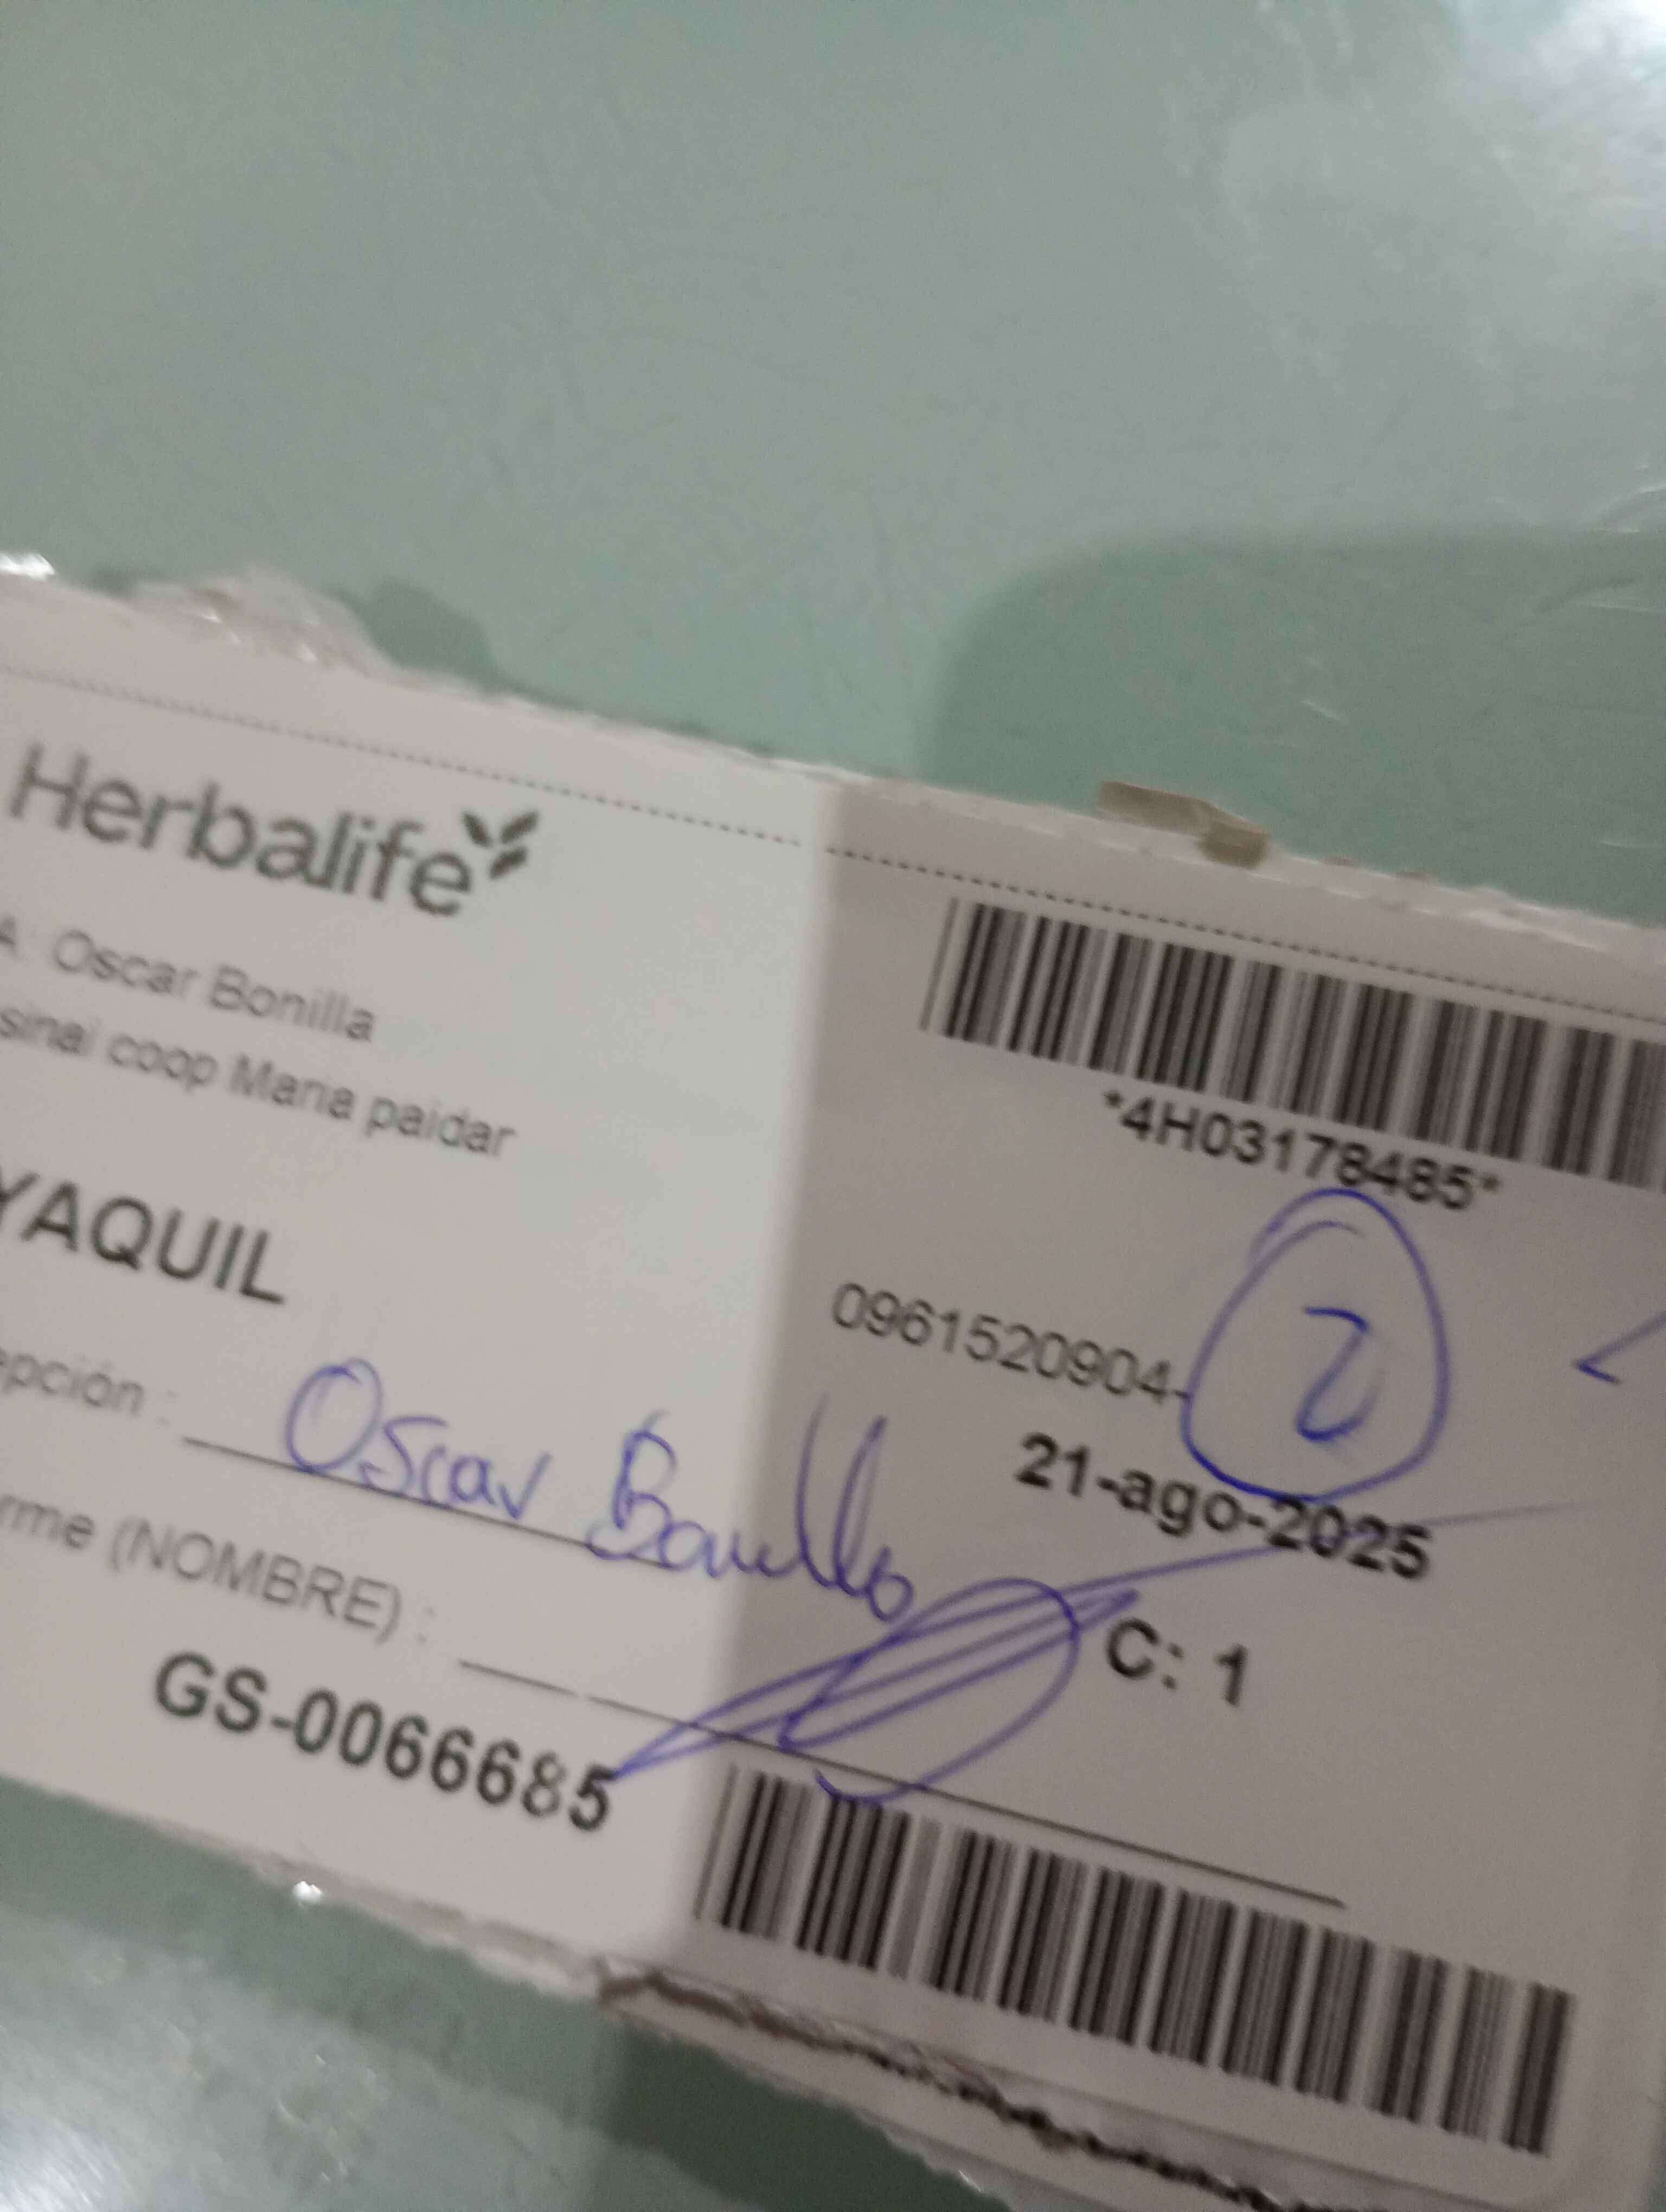 Herbalife
A: Oscar Bonilla
sinai coop Maria paidar
YAQUIL
epción :
Oscar Bonilla
rme (NOMBRE) :
GS-0066685
*4H03178485*
0961520904-
2
21-ago-2025
C: 1